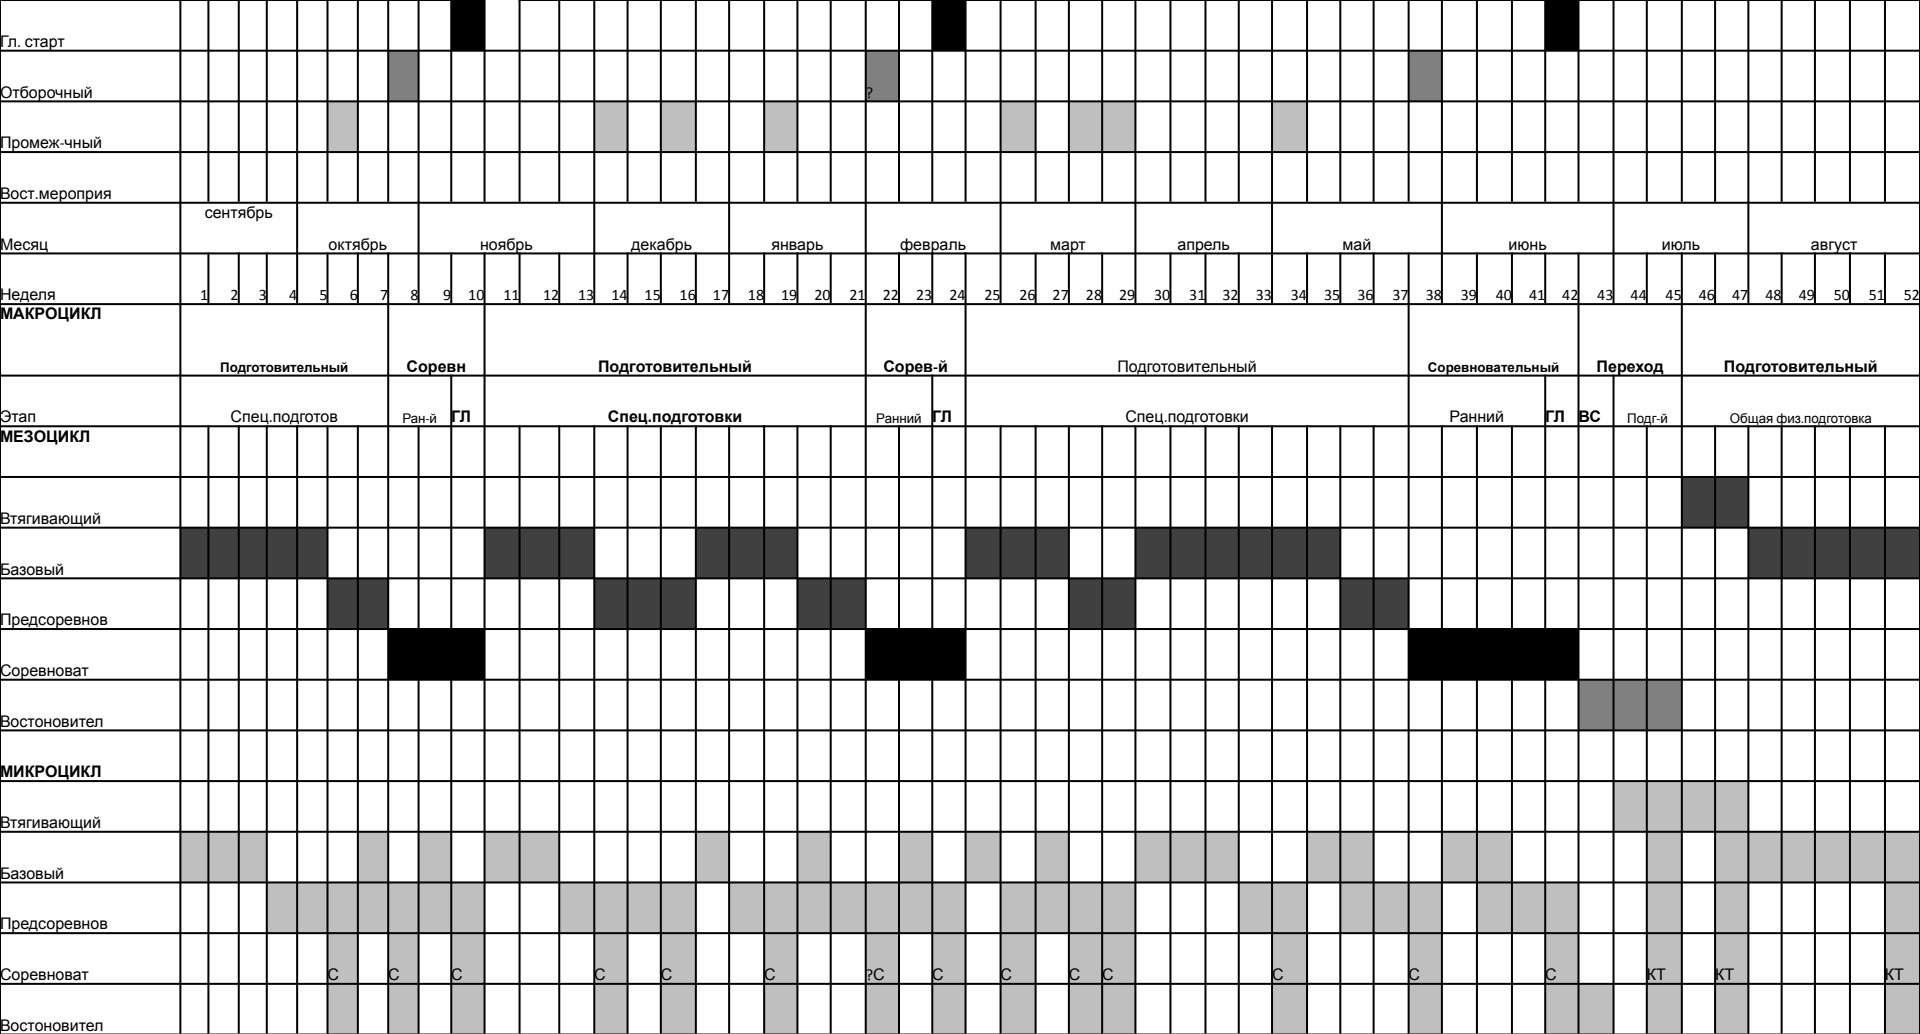 Гл. старт
Отборочный ?
Промеж-чный
Вост.мероприя
сентябрь
Месяц октябрь ноябрь декабрь январь февраль март апрель май июнь июль август
Неделя 1 2 3 4 5 6 7 8 9 10 11 12 13 14 15 16 17 18 19 20 21 22 23 24 25 26 27 28 29 30 31 32 33 34 35 36 37 38 39 40 41 42 43 44 45 46 47 48 49 50 51 52
МАКРОЦИКЛ
Подготовительный Соревн Подготовительный Сорев-й Подготовительный Соревновательный Переход Подготовительный
Этап Спец.подготов Ран-й ГЛ Спец.подготовки Ранний ГЛ Спец.подготовки Ранний ГЛ ВС Подг-й Общая физ.подготовка
МЕЗОЦИКЛ
Втягивающий
Базовый
Предсоревнов
Соревноват
Востоновител
МИКРОЦИКЛ
Втягивающий
Базовый
Предсоревнов
Соревноват С С С С С С ?С С С С С С С С КТ КТ КТ
Востоновител